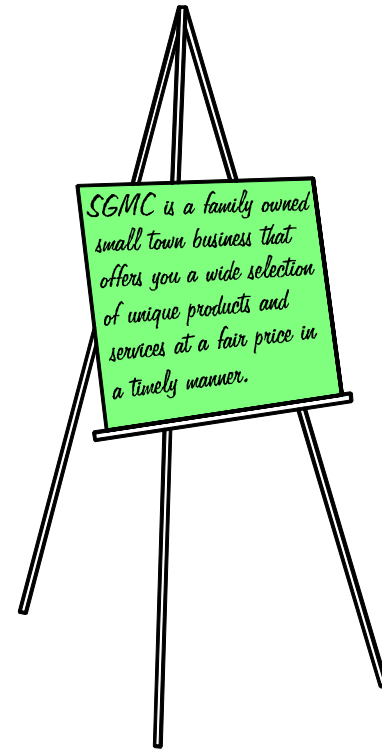 SGMC is a family owned
small town business that
offers you a wide selection
of unique products and
services at a fair price in
a timely manner.